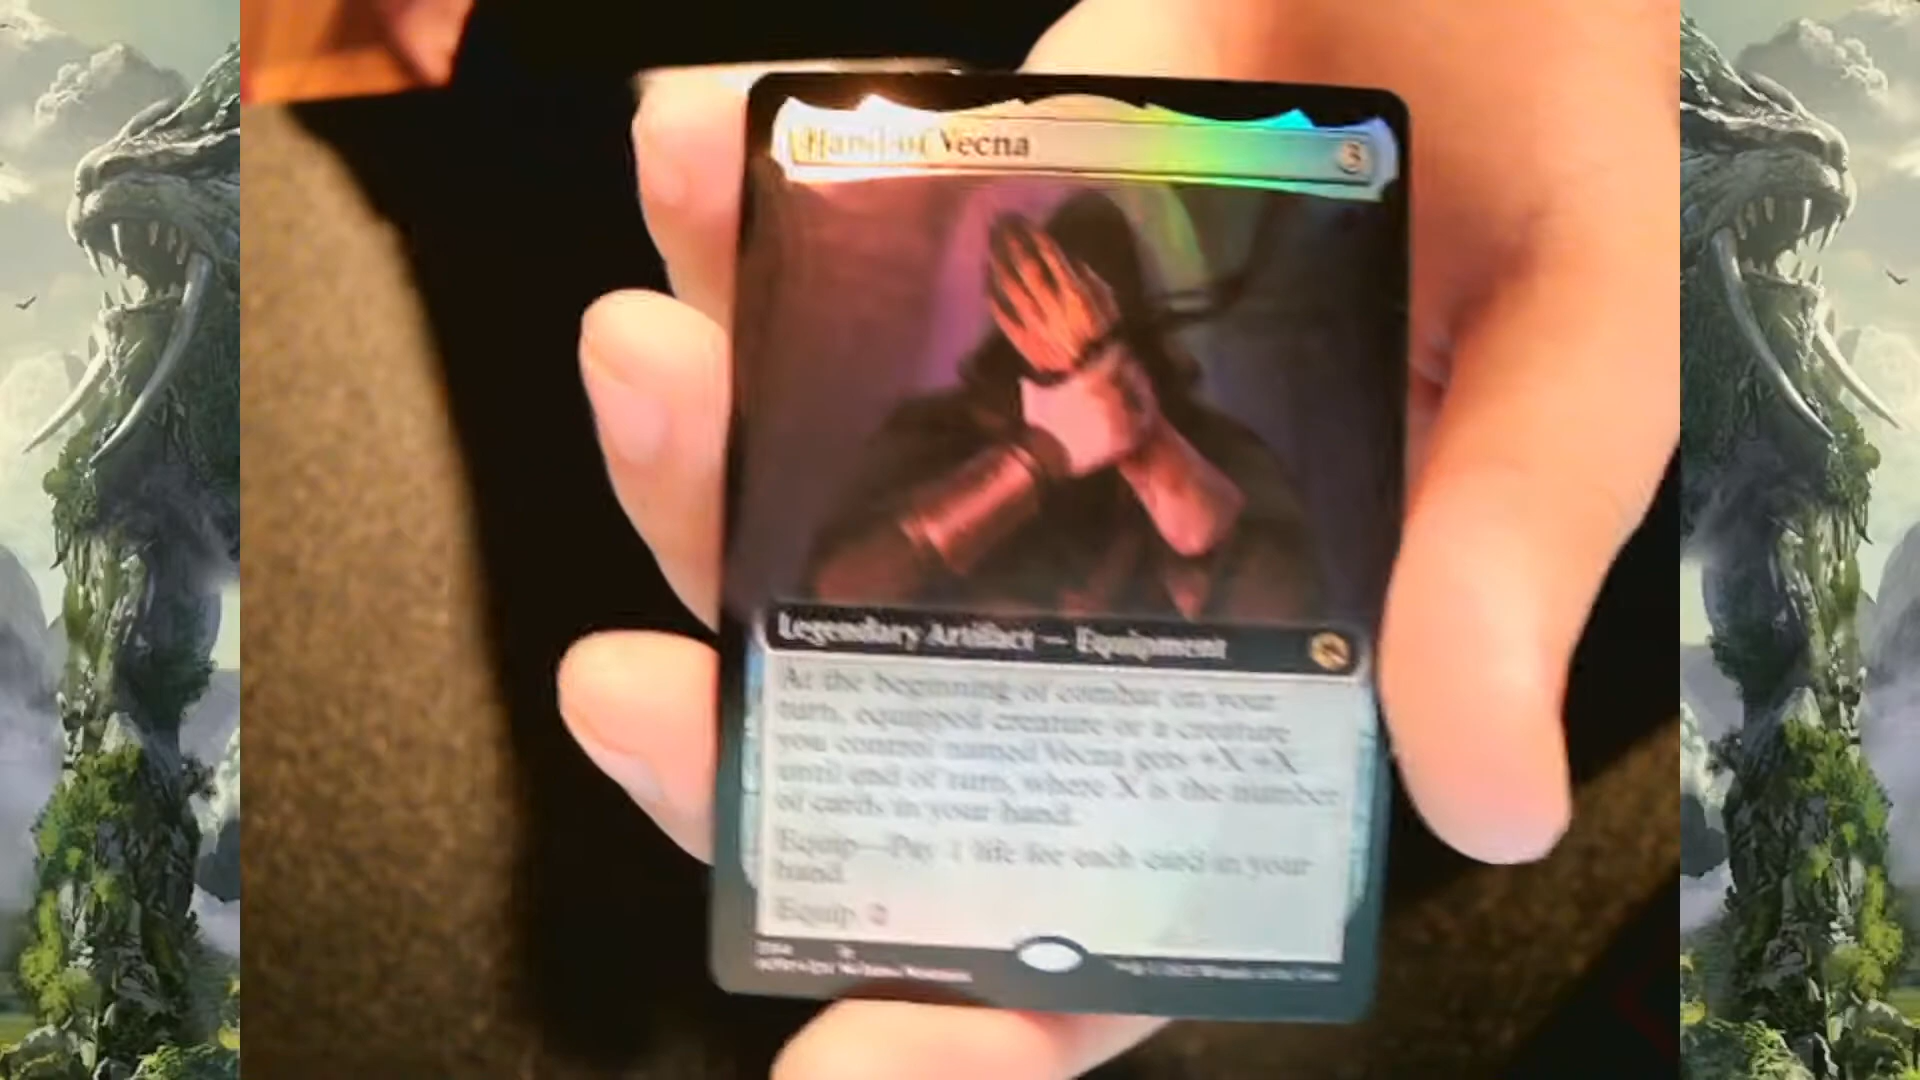 Hand of Vecna 3
Legendary Artifact — Equipment
At the beginning of combat on your
turn, equipped creature or a creature
you control named Vecna gets +X/+X
until end of turn, where X is the number
of cards in your hand.
Equip—Pay 1 life for each card in your
hand.
Equip 2